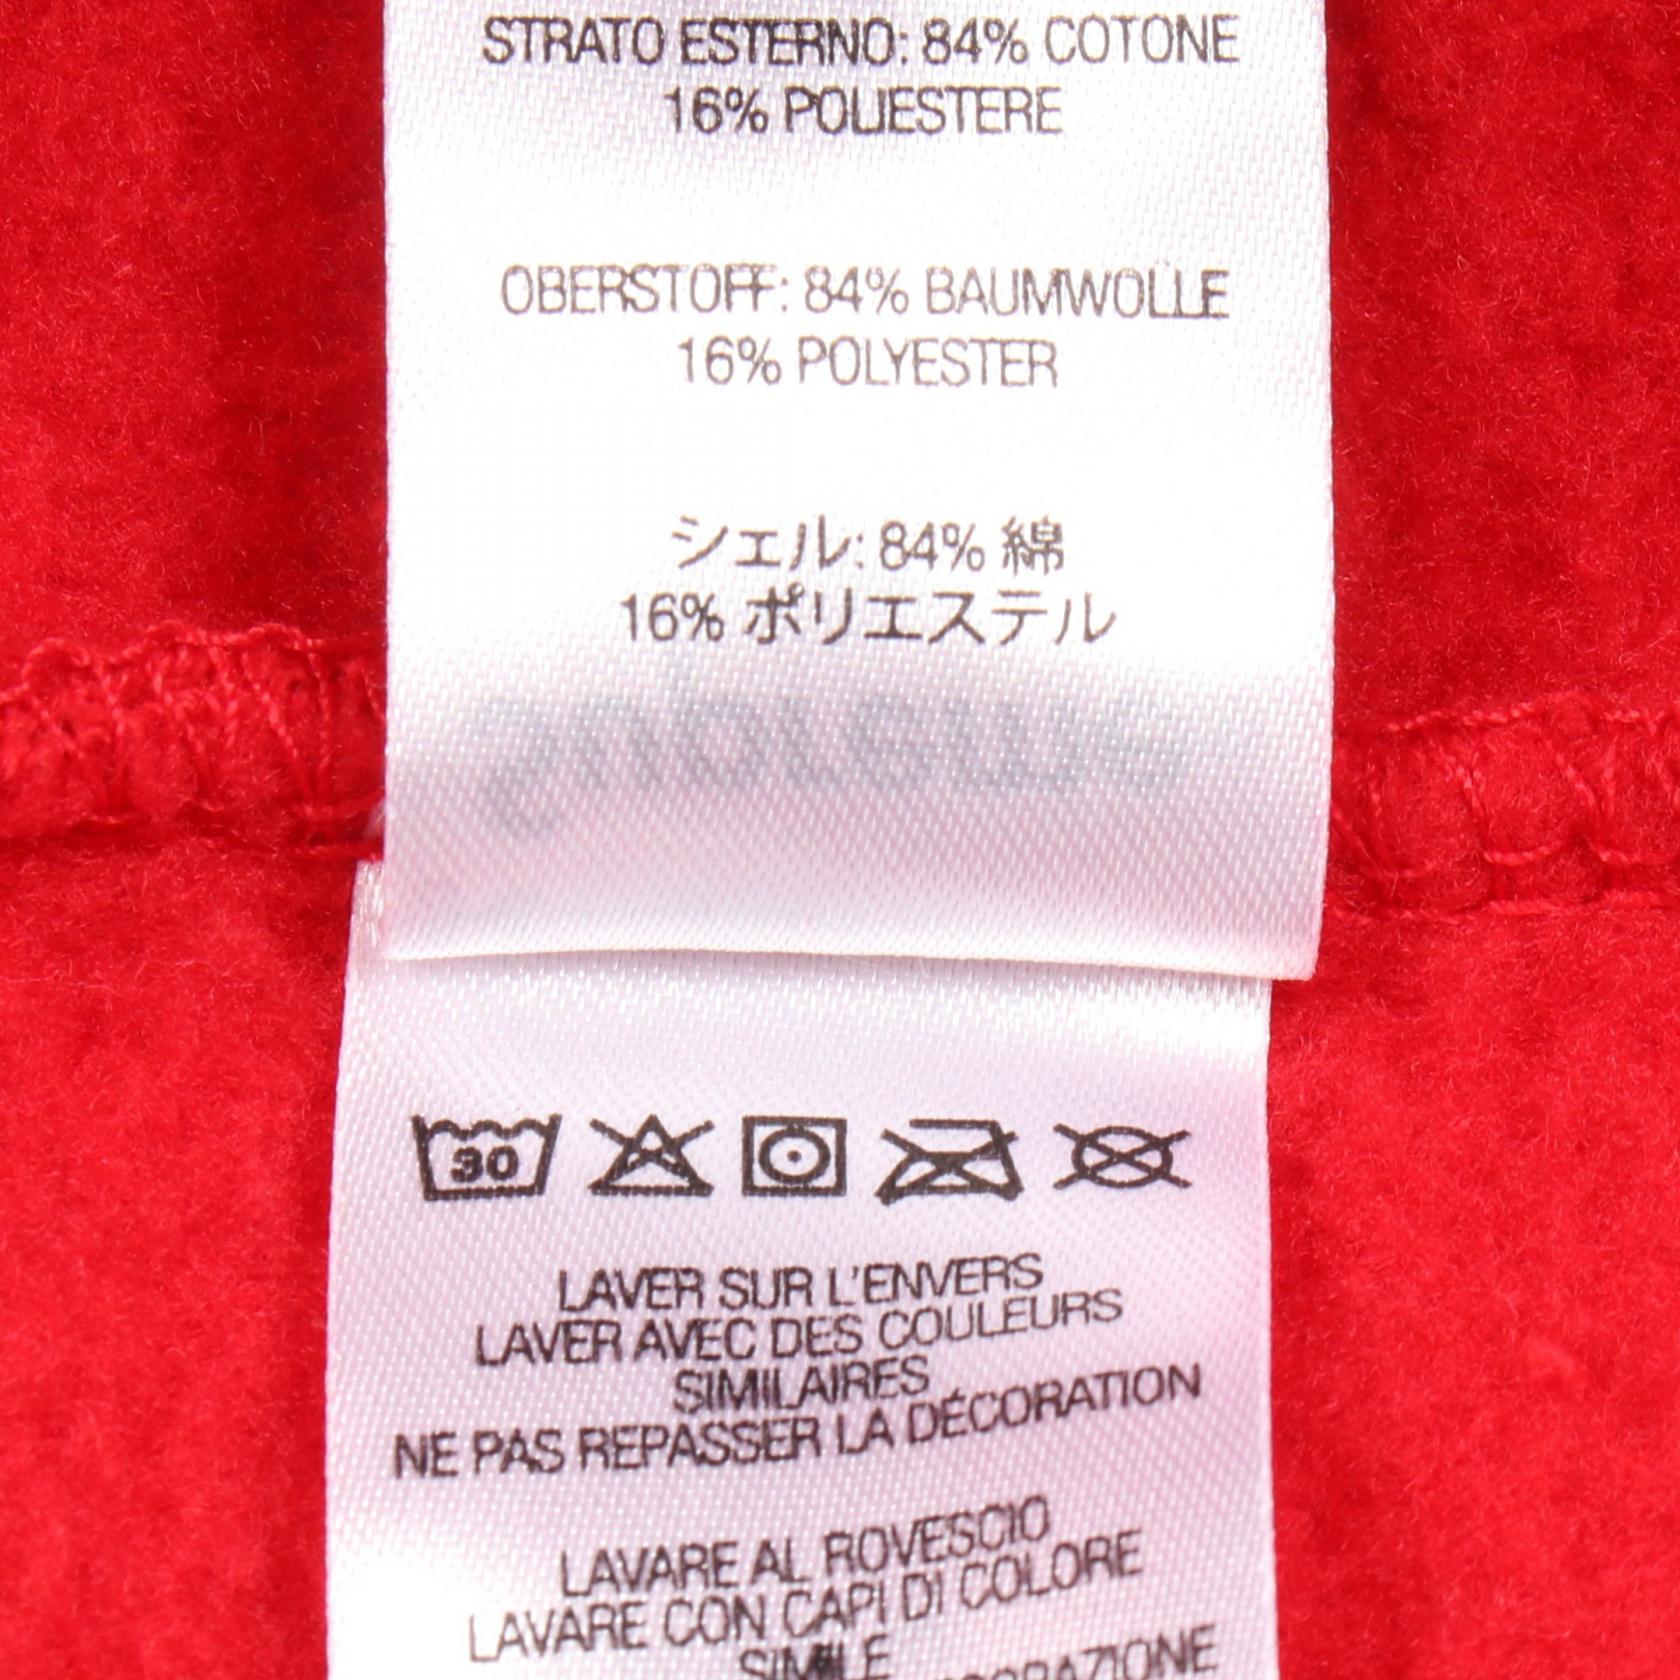 STRATO ESTERNO: 84% COTONE
16% POLIESTERE
OBERSTOFF: 84% BAUMWOLLE
16% POLYESTER
シェル: 84% 綿
16% ポリエステル
30
LAVER SUR L'ENVERS
LAVER AVEC DES COULEURS
SIMILAIRES
NE PAS REPASSER LA DÉCORATION
LAVARE AL ROVESCIO
LAVARE CON CAPI DI COLORE
SIMILE